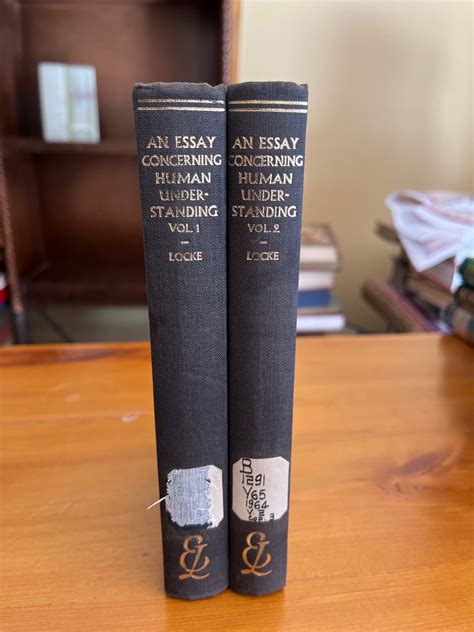 AN ESSAY
CONCERNING
HUMAN
UNDER-
STANDING
VOL. 1
LOCKE
AN ESSAY
CONCERNING
HUMAN
UNDER-
STANDING
VOL. 2
LOCKE
B
1291
Y65
1964